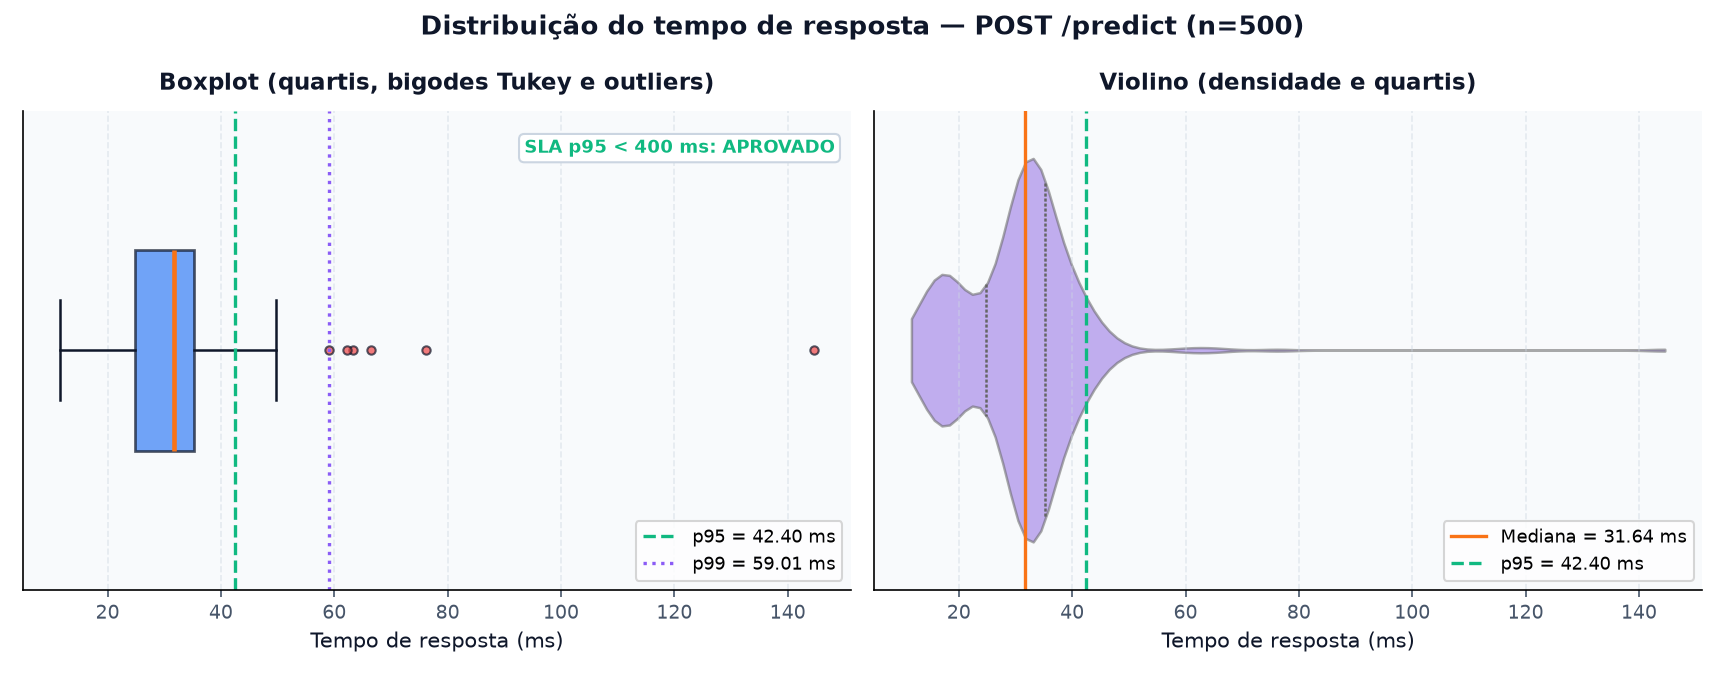 Distribuição do tempo de resposta — POST /predict (n=500)
Boxplot (quartis, bigodes Tukey e outliers)
SLA p95 < 400 ms: APROVADO
p95 = 42.40 ms
p99 = 59.01 ms
20 40 60 80 100 120 140
Tempo de resposta (ms)
Violino (densidade e quartis)
Mediana = 31.64 ms
p95 = 42.40 ms
20 40 60 80 100 120 140
Tempo de resposta (ms)